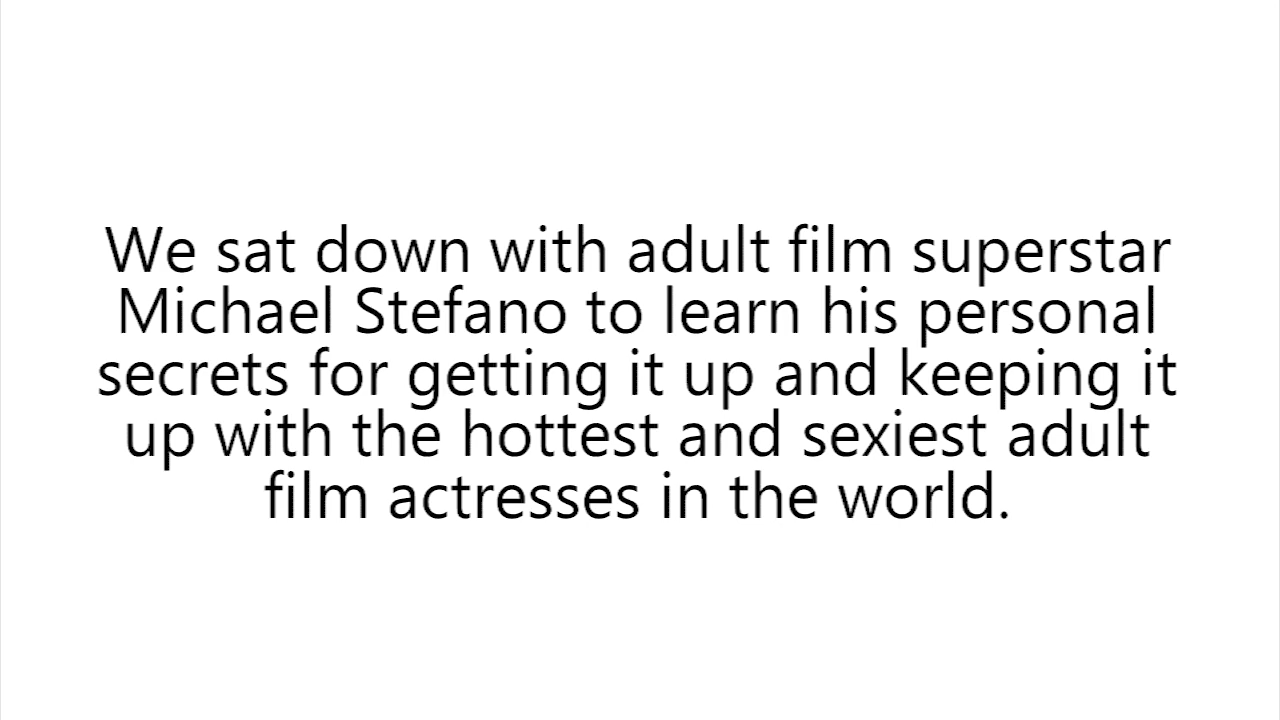 We sat down with adult film superstar
Michael Stefano to learn his personal
secrets for getting it up and keeping it
up with the hottest and sexiest adult
film actresses in the world.